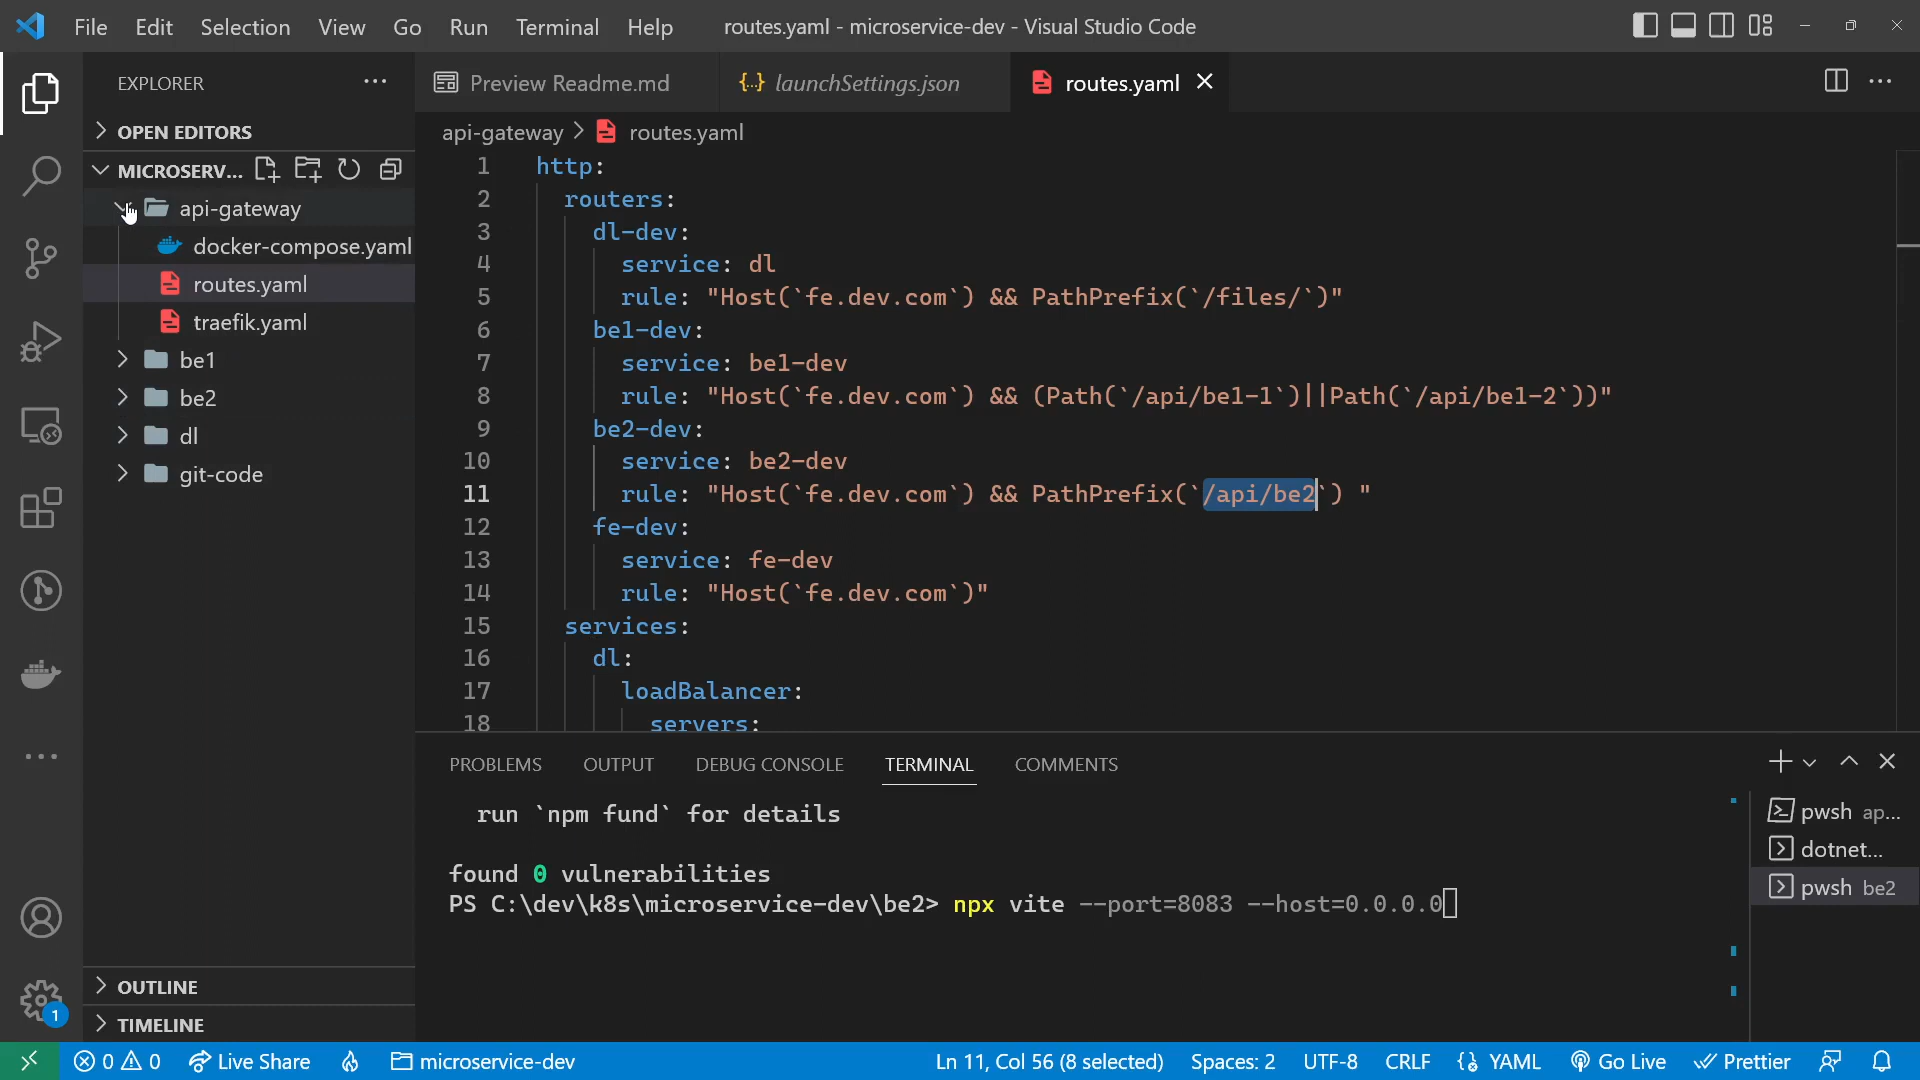 File Edit Selection View Go Run Terminal Help routes.yaml - microservice-dev - Visual Studio Code
EXPLORER
OPEN EDITORS
MICROSERV...
api-gateway
docker-compose.yaml
routes.yaml
traefik.yaml
be1
be2
dl
git-code
OUTLINE
TIMELINE
Preview Readme.md {..} launchSettings.json routes.yaml
api-gateway > routes.yaml
1 http:
2 routers:
3 dl-dev:
4 service: dl
5 rule: "Host(`fe.dev.com`) && PathPrefix(`/files/`)"
6 be1-dev:
7 service: be1-dev
8 rule: "Host(`fe.dev.com`) && (Path(`/api/be1-1`)||Path(`/api/be1-2`))"
9 be2-dev:
10 service: be2-dev
11 rule: "Host(`fe.dev.com`) && PathPrefix(`/api/be2`) "
12 fe-dev:
13 service: fe-dev
14 rule: "Host(`fe.dev.com`)"
15 services:
16 dl:
17 loadBalancer:
18 servers:
PROBLEMS OUTPUT DEBUG CONSOLE TERMINAL COMMENTS
run `npm fund` for details
found 0 vulnerabilities
PS C:\dev\k8s\microservice-dev\be2> npx vite --port=8083 --host=0.0.0.0
pwsh ap...
dotnet...
pwsh be2
1
0 0 Live Share microservice-dev Ln 11, Col 56 (8 selected) Spaces: 2 UTF-8 CRLF YAML Go Live Prettier